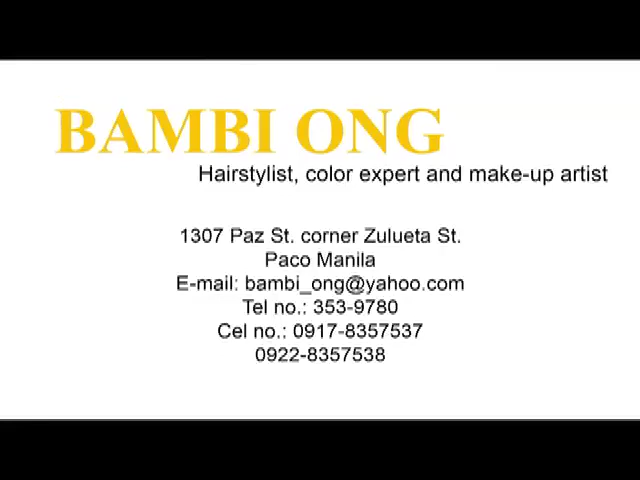 BAMBI ONG
Hairstylist, color expert and make-up artist
1307 Paz St. corner Zulueta St.
Paco Manila
E-mail: bambi_ong@yahoo.com
Tel no.: 353-9780
Cel no.: 0917-8357537
0922-8357538